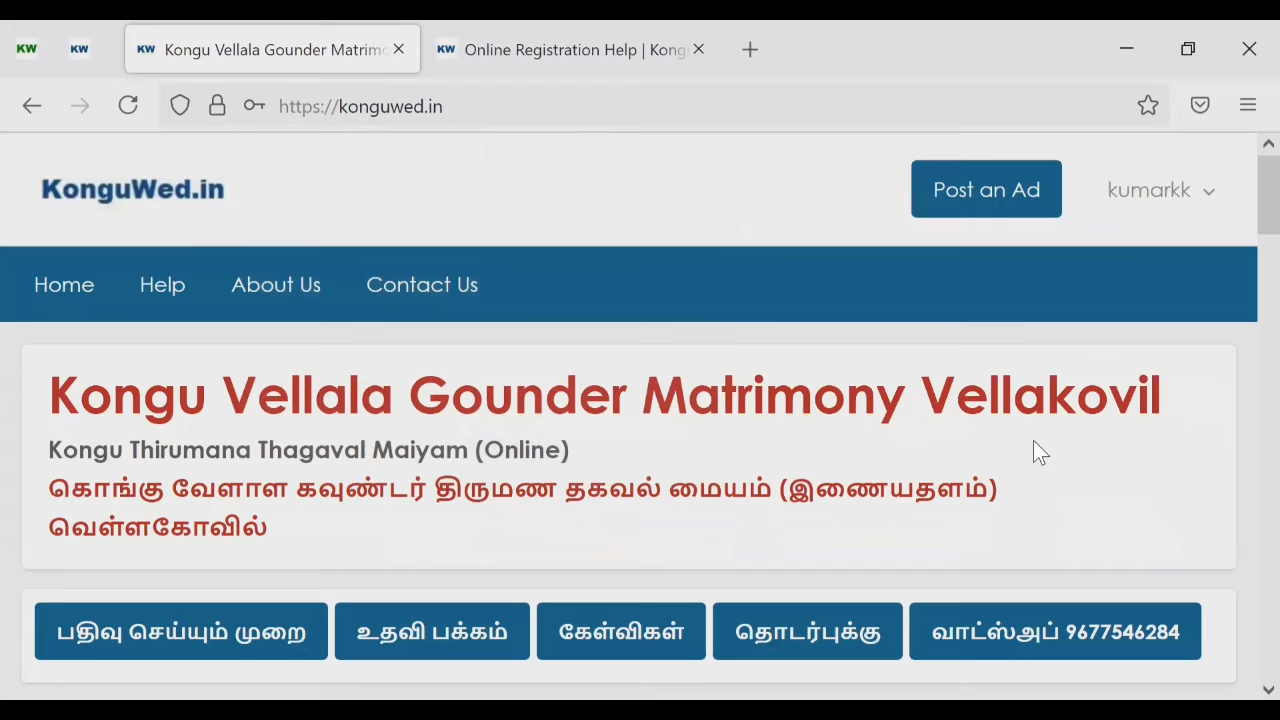 KW
KW
KW Kongu Vellala Gounder Matrim
KW Online Registration Help | Kong
https://konguwed.in
KonguWed.in
Post an Ad
kumarkk
Home
Help
About Us
Contact Us
Kongu Vellala Gounder Matrimony Vellakovil
Kongu Thirumana Thagaval Maiyam (Online)
கொங்கு வேளாள கவுண்டர் திருமண தகவல் மையம் (இணையதளம்)
வெள்ளகோவில்
பதிவு செய்யும் முறை
உதவி பக்கம்
கேள்விகள்
தொடர்புக்கு
வாட்ஸ்அப் 9677546284